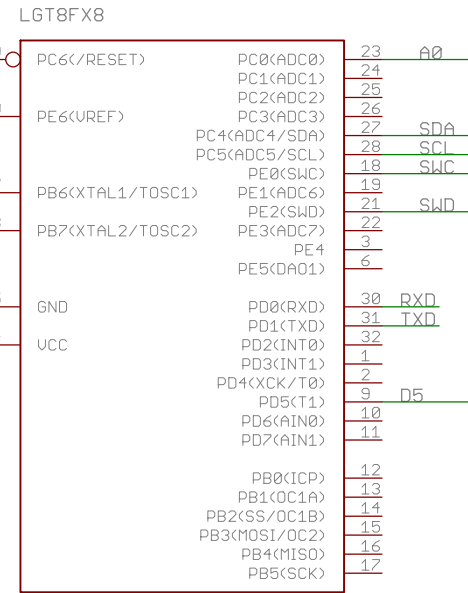 LGT8FX8
PC6(/RESET) PC0(ADC0) 23 A0
PC1(ADC1) 24
PC2(ADC2) 25
PE6(VREF) PC3(ADC3) 26
PC4(ADC4/SDA) 27 SDA
PC5(ADC5/SCL) 28 SCL
PE0(SWC) 18 SWC
PB6(XTAL1/TOSC1) PE1(ADC6) 19
PE2(SWD) 21 SWD
PB7(XTAL2/TOSC2) PE3(ADC7) 22
PE4 3
PE5(DAO1) 6
GND PD0(RXD) 30 RXD
PD1(TXD) 31 TXD
VCC PD2(INT0) 32
PD3(INT1) 1
PD4(XCK/T0) 2
PD5(T1) 9 D5
PD6(AIN0) 10
PD7(AIN1) 11
PB0(ICP) 12
PB1(OC1A) 13
PB2(SS/OC1B) 14
PB3(MOSI/OC2) 15
PB4(MISO) 16
PB5(SCK) 17